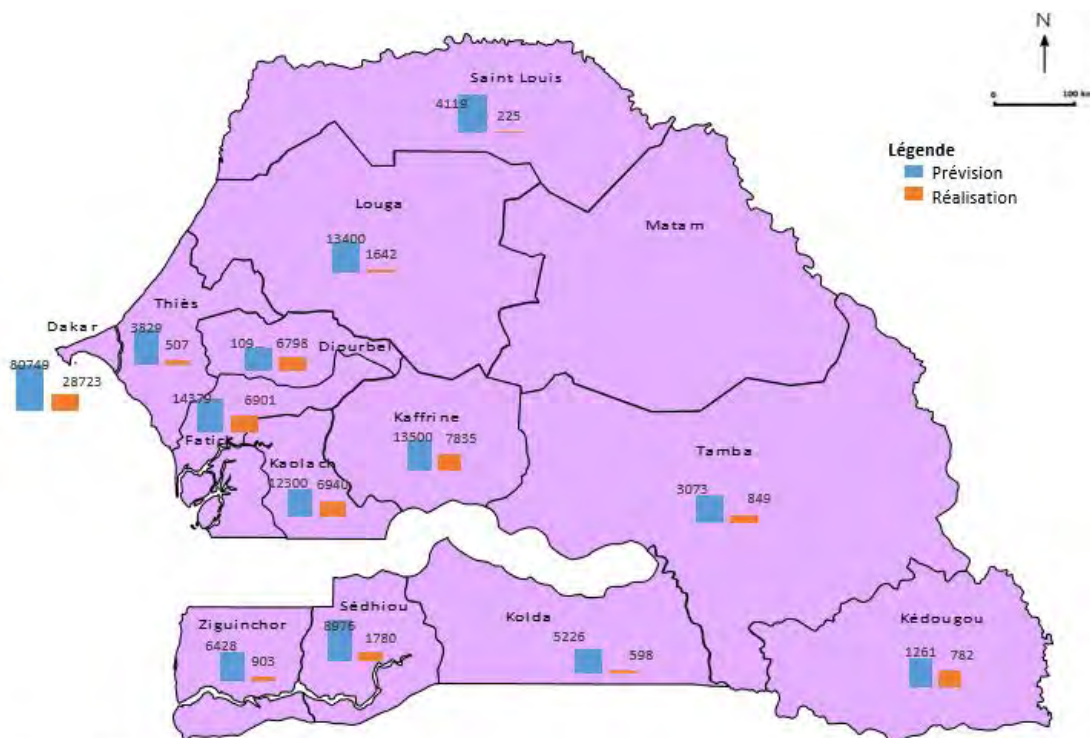 N
0 100 km
Légende
Prévision
Réalisation
Saint Louis
4119 225
Louga
13400 1642
Matam
Thiès
3829 507
Dakar
80749 28723
109 6798
Diourbel
14379 6901
Fatick
Kaffrine
13500 7835
Kaolack
12300 6940
Tamba
3073 849
Ziguinchor
6428 903
Sédhiou
8976 1780
Kolda
5226 598
Kédougou
1261 782